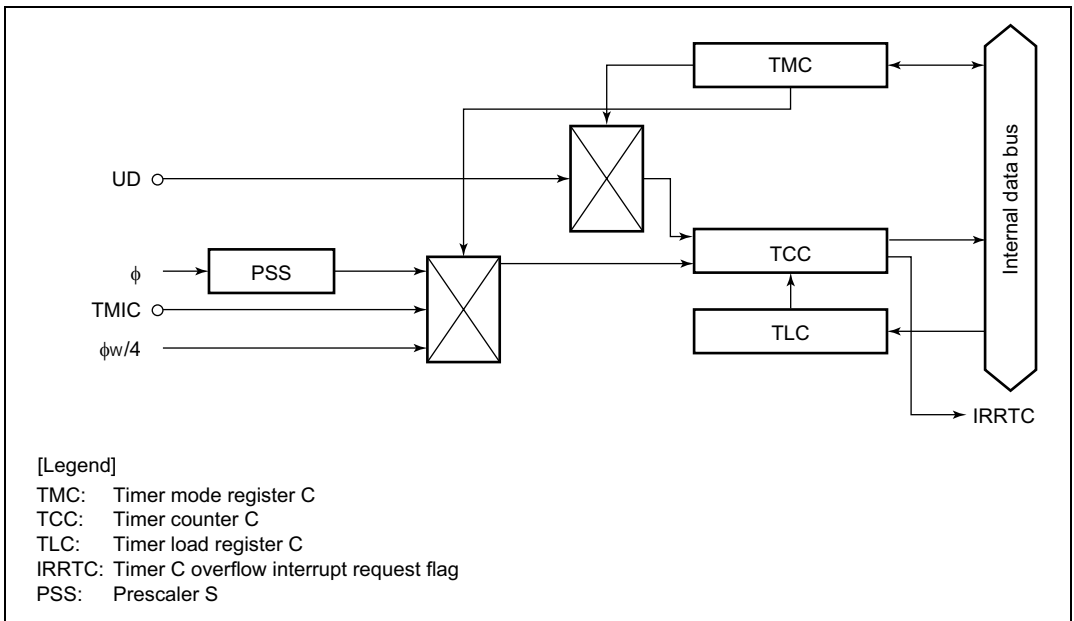 TMC
UD
TCC
φ
PSS
TMIC
φw/4
TLC
Internal data bus
IRRTC
[Legend]
TMC: Timer mode register C
TCC: Timer counter C
TLC: Timer load register C
IRRTC: Timer C overflow interrupt request flag
PSS: Prescaler S